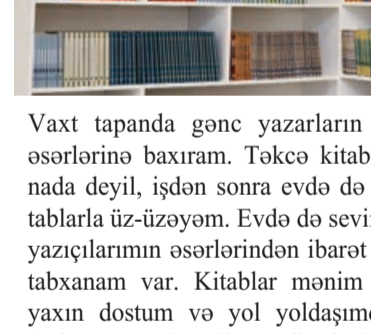 Vaxt tapanda gənc yazarların
əsərlərinə baxıram. Təkcə kitab
nada deyil, işdən sonra evdə də
tablarla üz-üzəyəm. Evdə də sevi
yazıçılarımın əsərlərindən ibarət
tabxanam var. Kitablar mənim
yaxın dostum və yol yoldaşım